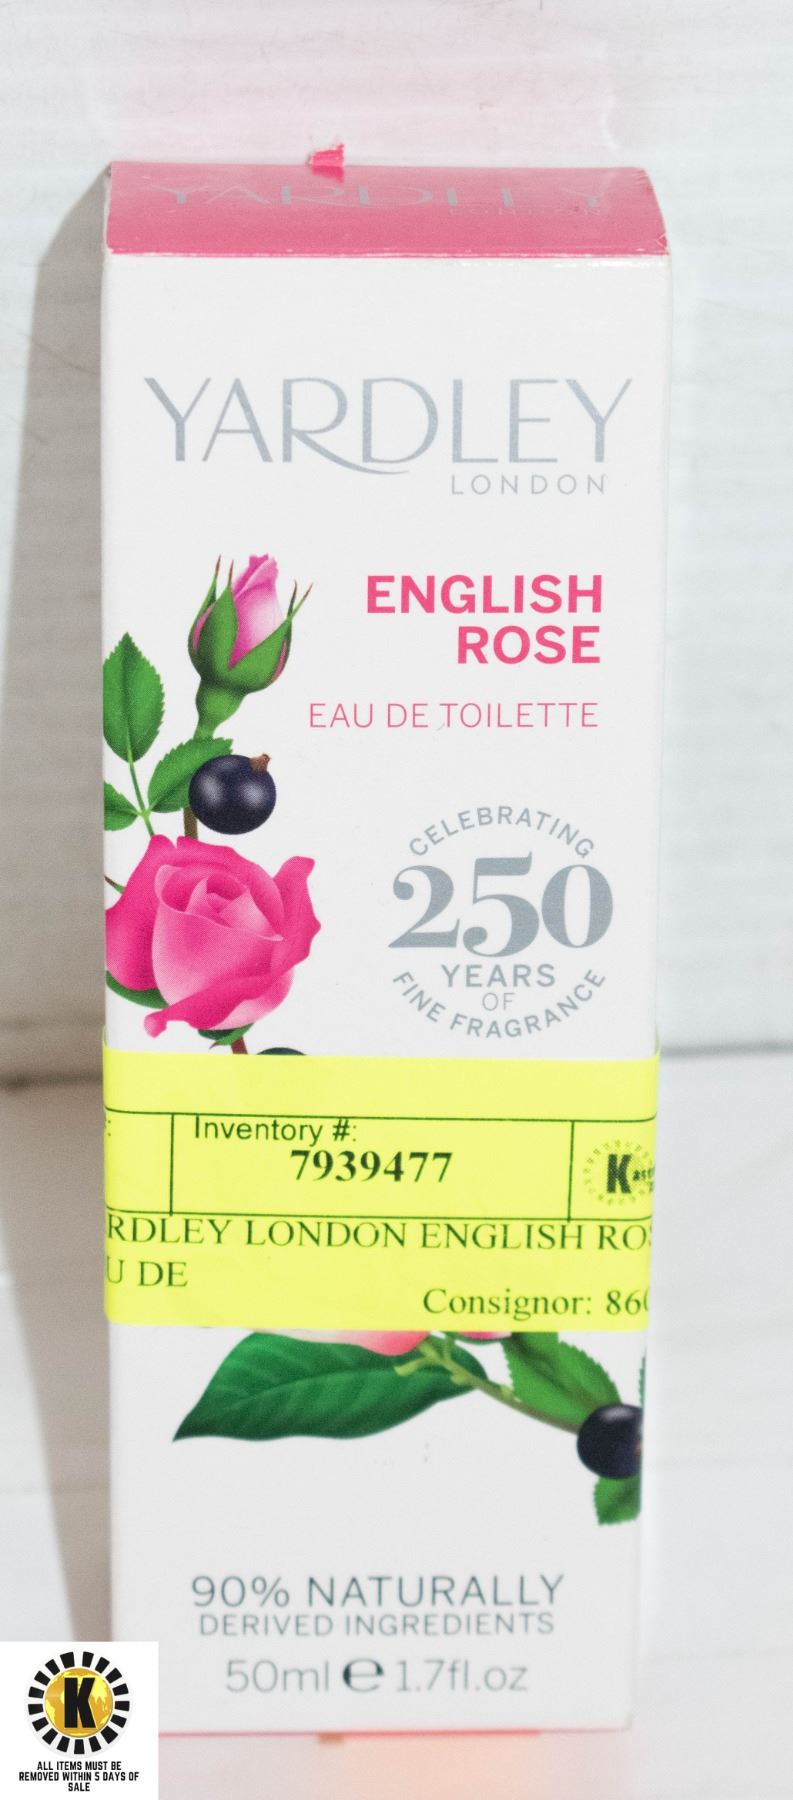 YARDLEY
LONDON
YARDLEY
LONDON
ENGLISH
ROSE
EAU DE TOILETTE
CELEBRATING
250
YEARS
OF
FINE FRAGRANCE
Inventory #:
7939477
RDLEY LONDON ENGLISH ROS
U DE
Consignor: 860
90% NATURALLY
DERIVED INGREDIENTS
50ml ℮ 1.7fl.oz
K
ALL ITEMS MUST BE
REMOVED WITHIN 5 DAYS OF
SALE